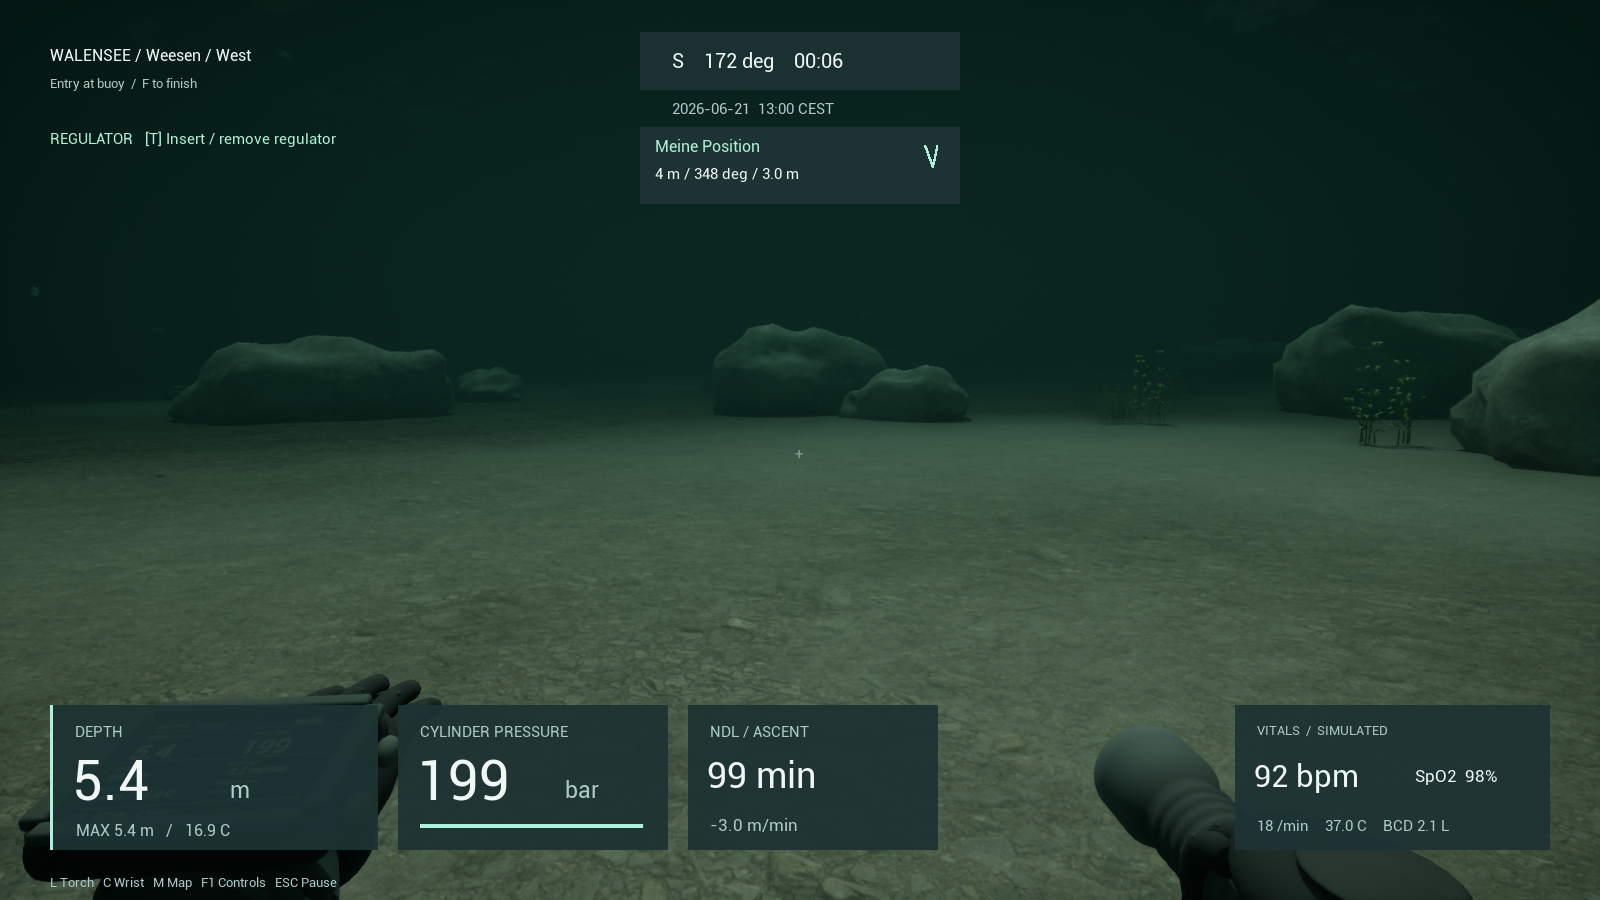 WALENSEE / Weesen / West
Entry at buoy / F to finish
REGULATOR [T] Insert / remove regulator
S 172 deg 00:06
2026-06-21 13:00 CEST
Meine Position
4 m / 348 deg / 3.0 m
DEPTH
5.4 m
MAX 5.4 m / 16.9 C
CYLINDER PRESSURE
199 bar
NDL / ASCENT
99 min
-3.0 m/min
VITALS / SIMULATED
92 bpm SpO2 98%
18 /min 37.0 C BCD 2.1 L
L Torch C Wrist M Map F1 Controls ESC Pause